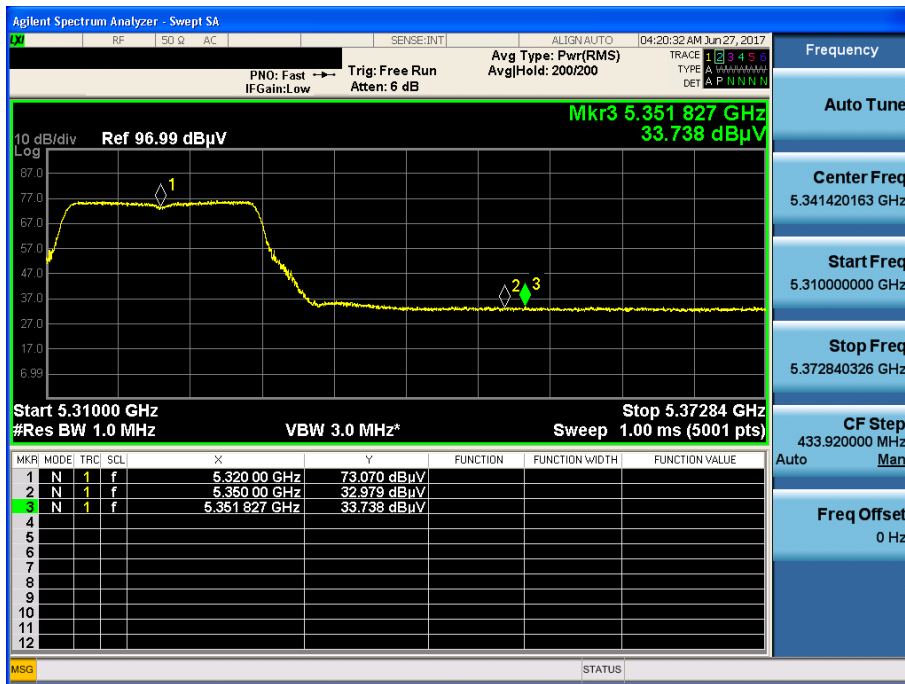 Agilent Spectrum Analyzer - Swept SA
LXI RF 50 Ω AC SENSE:INT ALIGN AUTO 04:20:32 AM Jun 27, 2017
PNO: Fast Trig: Free Run Avg Type: Pwr(RMS) TRACE 1 2 3 4 5 6
IFGain:Low Atten: 6 dB Avg|Hold: 200/200 TYPE A WWWWW
DET A P N N N N
Mkr3 5.351 827 GHz
33.738 dBµV
10 dB/div Ref 96.99 dBµV
Log
87.0
77.0
67.0
57.0
47.0
37.0
27.0
17.0
6.99
1
2
3
Start 5.31000 GHz Stop 5.37284 GHz
#Res BW 1.0 MHz VBW 3.0 MHz* Sweep 1.00 ms (5001 pts)
MKR MODE TRC SCL X Y FUNCTION FUNCTION WIDTH FUNCTION VALUE
1 N 1 f 5.320 00 GHz 73.070 dBµV
2 N 1 f 5.350 00 GHz 32.979 dBµV
3 N 1 f 5.351 827 GHz 33.738 dBµV
4
5
6
7
8
9
10
11
12
MSG STATUS
Frequency
Auto Tune
Center Freq
5.341420163 GHz
Start Freq
5.310000000 GHz
Stop Freq
5.372840326 GHz
CF Step
433.920000 MHz
Auto Man
Freq Offset
0 Hz